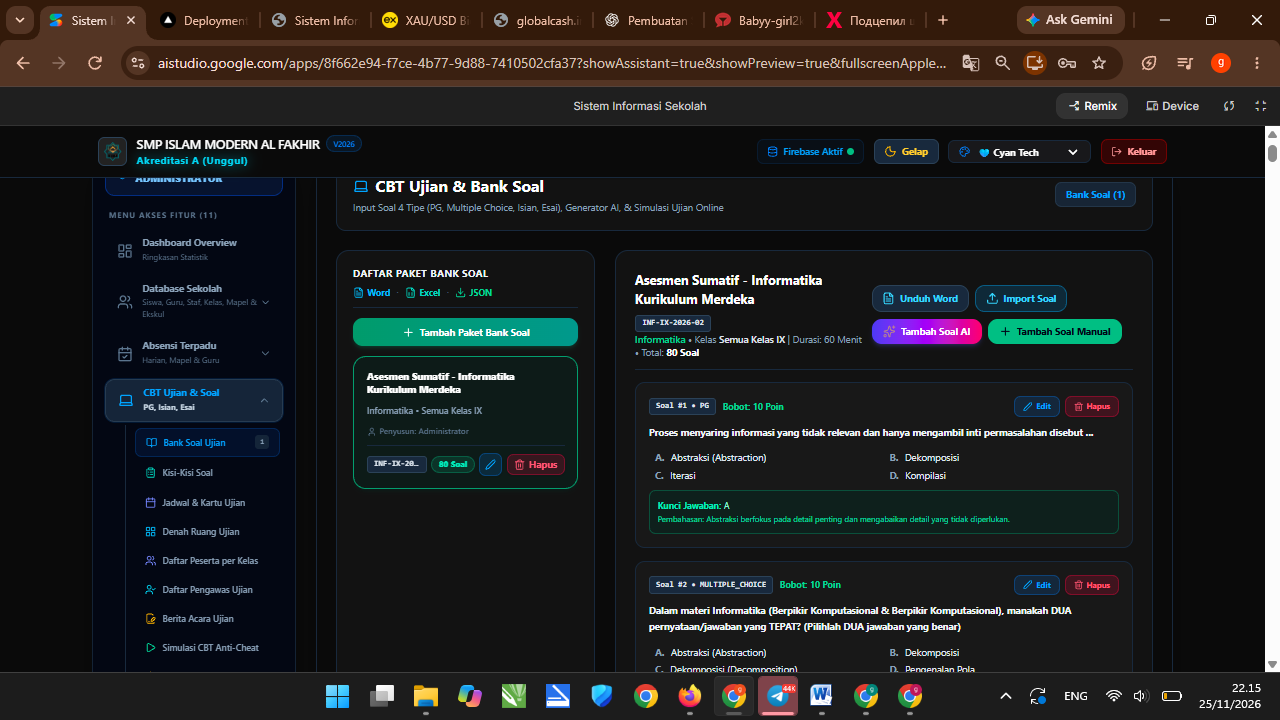 Sistem I
Deployment
Sistem Infor
XAU/USD B
globalcash.i
Pembuatan
Babyy-girl2
Подцепил ш
Ask Gemini
aistudio.google.com/apps/8f662e94-f7ce-4b77-9d88-7410502cfa37?showAssistant=true&showPreview=true&fullscreenApple...
g
Sistem Informasi Sekolah
Remix
Device
SMP ISLAM MODERN AL FAKHIR
V2026
Akreditasi A (Unggul)
Firebase Aktif
Gelap
Cyan Tech
Keluar
ADMINISTRATOR
MENU AKSES FITUR (11)
Dashboard Overview
Ringkasan Statistik
Database Sekolah
Siswa, Guru, Staf, Kelas, Mapel &
Ekskul
Absensi Terpadu
Harian, Mapel & Guru
CBT Ujian & Soal
PG, Isian, Esai
Bank Soal Ujian
1
Kisi-Kisi Soal
Jadwal & Kartu Ujian
Denah Ruang Ujian
Daftar Peserta per Kelas
Daftar Pengawas Ujian
Berita Acara Ujian
Simulasi CBT Anti-Cheat
CBT Ujian & Bank Soal
Input Soal 4 Tipe (PG, Multiple Choice, Isian, Esai), Generator AI, & Simulasi Ujian Online
Bank Soal (1)
DAFTAR PAKET BANK SOAL
Word · Excel · JSON
+ Tambah Paket Bank Soal
Asesmen Sumatif - Informatika
Kurikulum Merdeka
Informatika • Semua Kelas IX
Penyusun: Administrator
INF-IX-20…
80 Soal
Hapus
Asesmen Sumatif - Informatika
Kurikulum Merdeka
INF-IX-2026-02
Informatika • Kelas Semua Kelas IX | Durasi: 60 Menit
• Total: 80 Soal
Unduh Word
Import Soal
Tambah Soal AI
+ Tambah Soal Manual
Soal #1 • PG
Bobot: 10 Poin
Edit
Hapus
Proses menyaring informasi yang tidak relevan dan hanya mengambil inti permasalahan disebut ...
A. Abstraksi (Abstraction)
B. Dekomposisi
C. Iterasi
D. Kompilasi
Kunci Jawaban: A
Pembahasan: Abstraksi berfokus pada detail penting dan mengabaikan detail yang tidak diperlukan.
Soal #2 • MULTIPLE_CHOICE
Bobot: 10 Poin
Edit
Hapus
Dalam materi Informatika (Berpikir Komputasional & Berpikir Komputasional), manakah DUA
pernyataan/jawaban yang TEPAT? (Pilihlah DUA jawaban yang benar)
A. Abstraksi (Abstraction)
B. Dekomposisi
C. Dekomposisi (Decomposition)
D. Pengenalan Pola
44K
ENG
22.15
25/11/2026